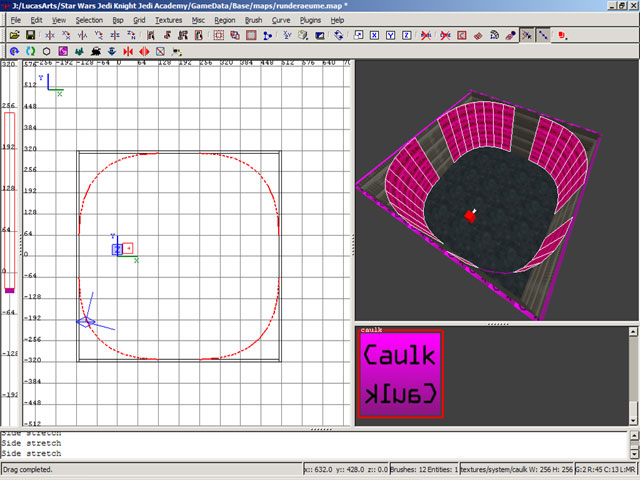 J:/LucasArts/Star Wars Jedi Knight Jedi Academy/GameData/Base/maps/runderaeume.map *
File Edit View Selection Bsp Grid Textures Misc Region Brush Curve Plugins Help
-256 -192 -128 0 64 128 192 256 320 384 448 512 576
576
512
448
384
320
256
192
128
64
0
-64
-128
-192
-256
-320
-384
-448
-512
320
256
192
128
64
0
-64
-128
-192
Y
X
Y
Z
X
caulk
Caulk
Caulk
Side stretch
Side stretch
Side stretch
Drag completed.
x:: 632.0 y:: 428.0 z:: 0.0 Brushes: 12 Entities: 1 textures/system/caulk W: 256 H: 256 G:2 R:45 C:13 L:MR